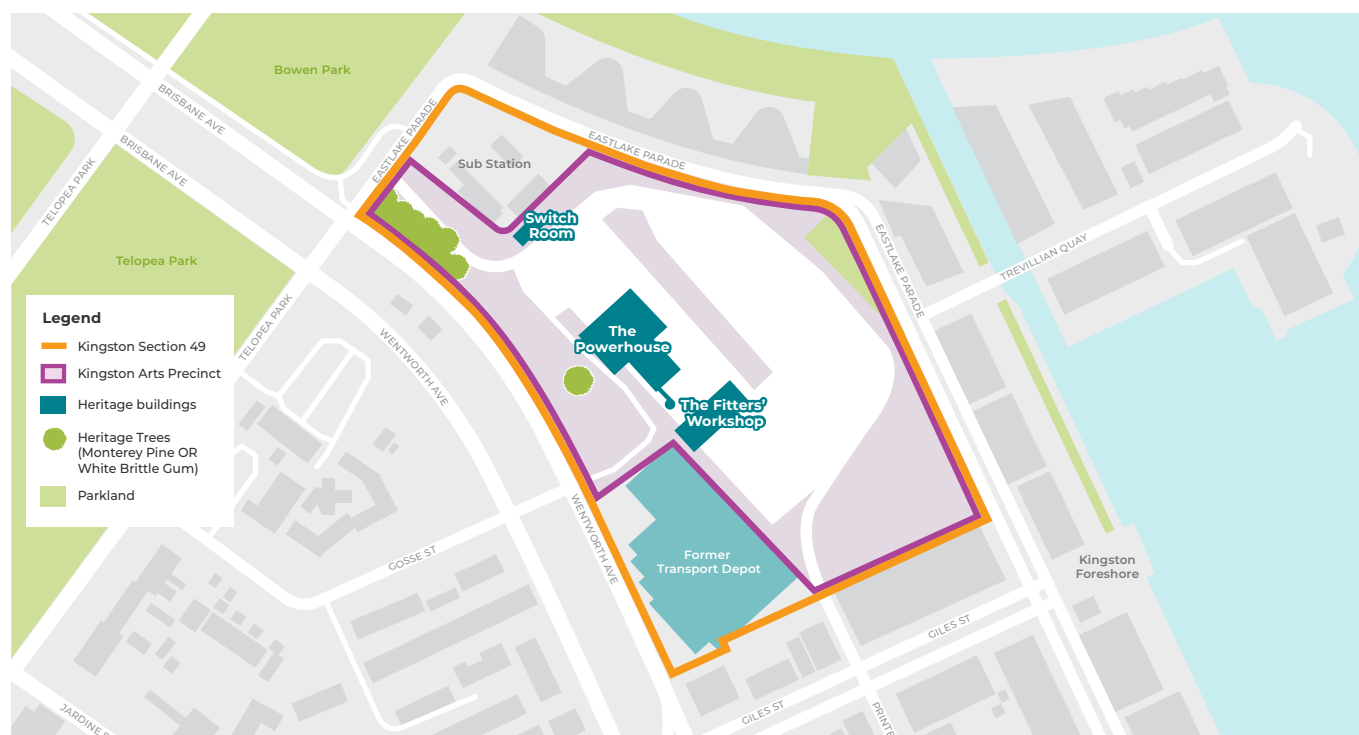 Bowen Park
BRISBANE AVE
BRISBANE AVE
EASTLAKE PARADE
EASTLAKE PARADE
Sub Station
TELOPEA PARK
Switch
Room
EASTLAKE PARADE
TREVILLIAN QUAY
Telopea Park
Legend
Kingston Section 49
Kingston Arts Precinct
Heritage buildings
Heritage Trees
(Monterey Pine OR
White Brittle Gum)
Parkland
TELOPEA PARK
WENTWORTH AVE
The
Powerhouse
The Fitters'
Workshop
WENTWORTH AVE
GOSSE ST
Former
Transport Depot
Kingston
Foreshore
GILES ST
GILES ST
JARDINE S
PRINTE